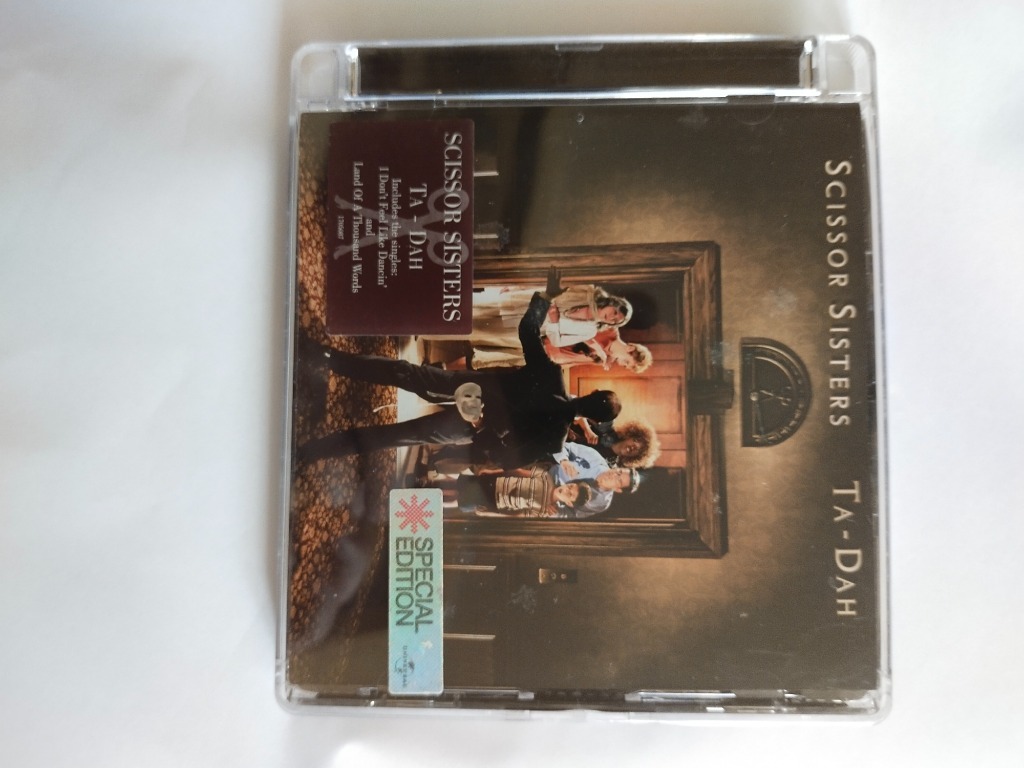 SCISSOR SISTERS TA-DAH
SCISSOR SISTERS
TA - DAH
Includes the singles:
I Don't Feel Like Dancin'
and
Land Of A Thousand Words
SPECIAL
EDITION